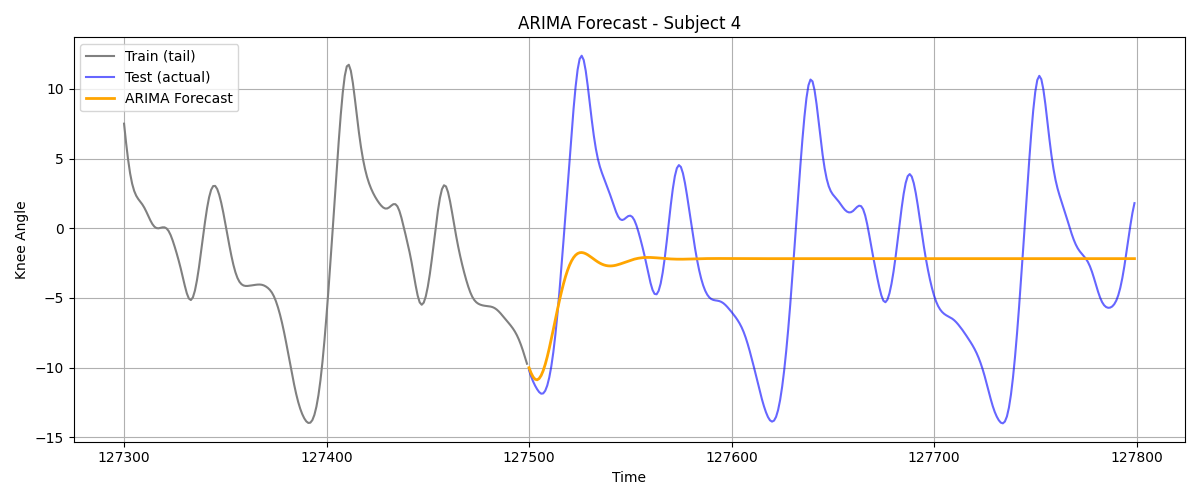 ARIMA Forecast - Subject 4
Train (tail)
Test (actual)
ARIMA Forecast
Knee Angle
10
5
0
−5
−10
−15
127300 127400 127500 127600 127700 127800
Time